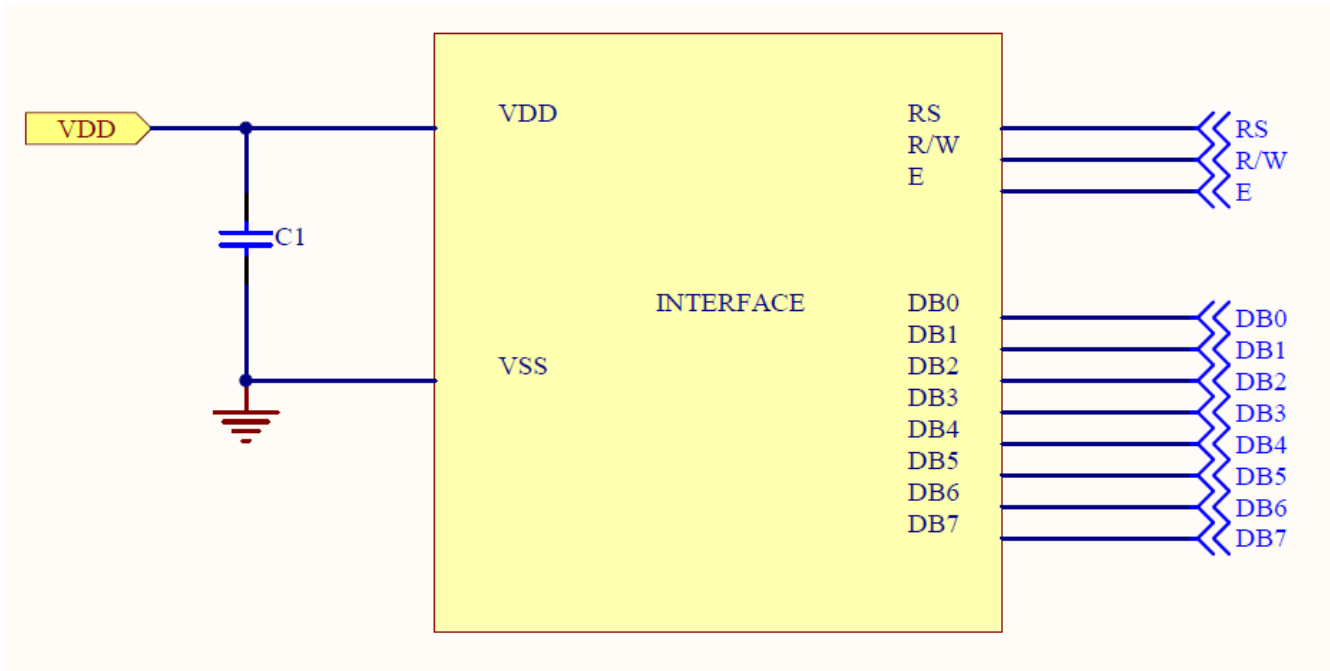 VDD
VDD
RS
RS
R/W
R/W
E
E
C1
INTERFACE
DB0
DB0
DB1
DB1
VSS
DB2
DB2
DB3
DB3
DB4
DB4
DB5
DB5
DB6
DB6
DB7
DB7